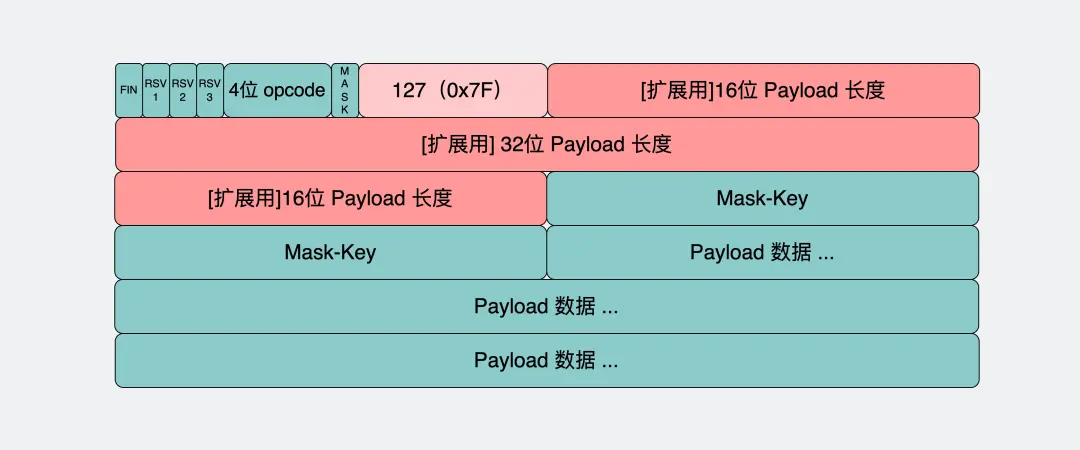 FIN
RSV
1
RSV
2
RSV
3
4位 opcode
M
A
S
K
127（0x7F）
[扩展用]16位 Payload 长度
[扩展用] 32位 Payload 长度
[扩展用]16位 Payload 长度
Mask-Key
Mask-Key
Payload 数据 ...
Payload 数据 ...
Payload 数据 ...